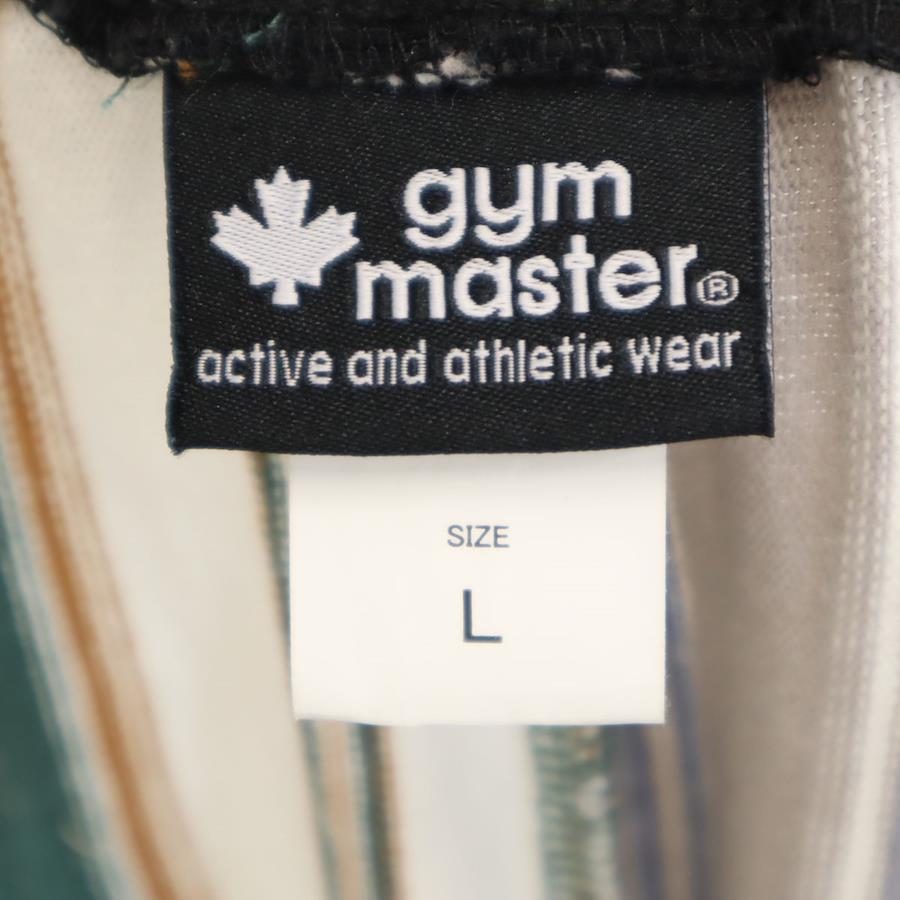 gym
master®
active and athletic wear
SIZE
L